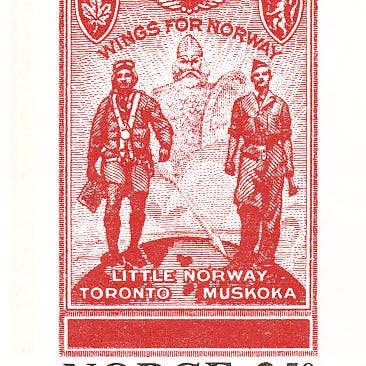 WINGS FOR NORWAY
LITTLE NORWAY
TORONTO MUSKOKA